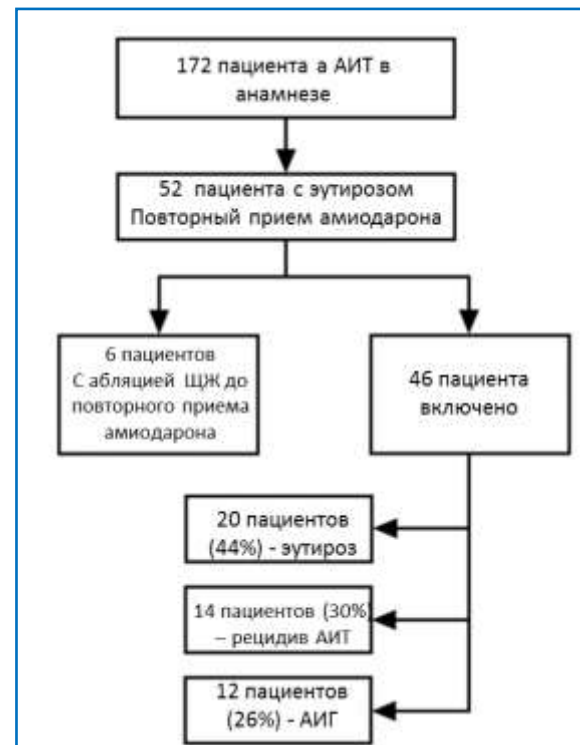 172 пациента а АИТ в
анамнезе
52 пациента с эутирозом
Повторный прием амиодарона
6 пациентов
С абляцией ЩЖ до
повторного приема
амиодарона
46 пациента
включено
20 пациентов
(44%) - эутироз
14 пациентов (30%)
– рецидив АИТ
12 пациентов
(26%) - АИГ